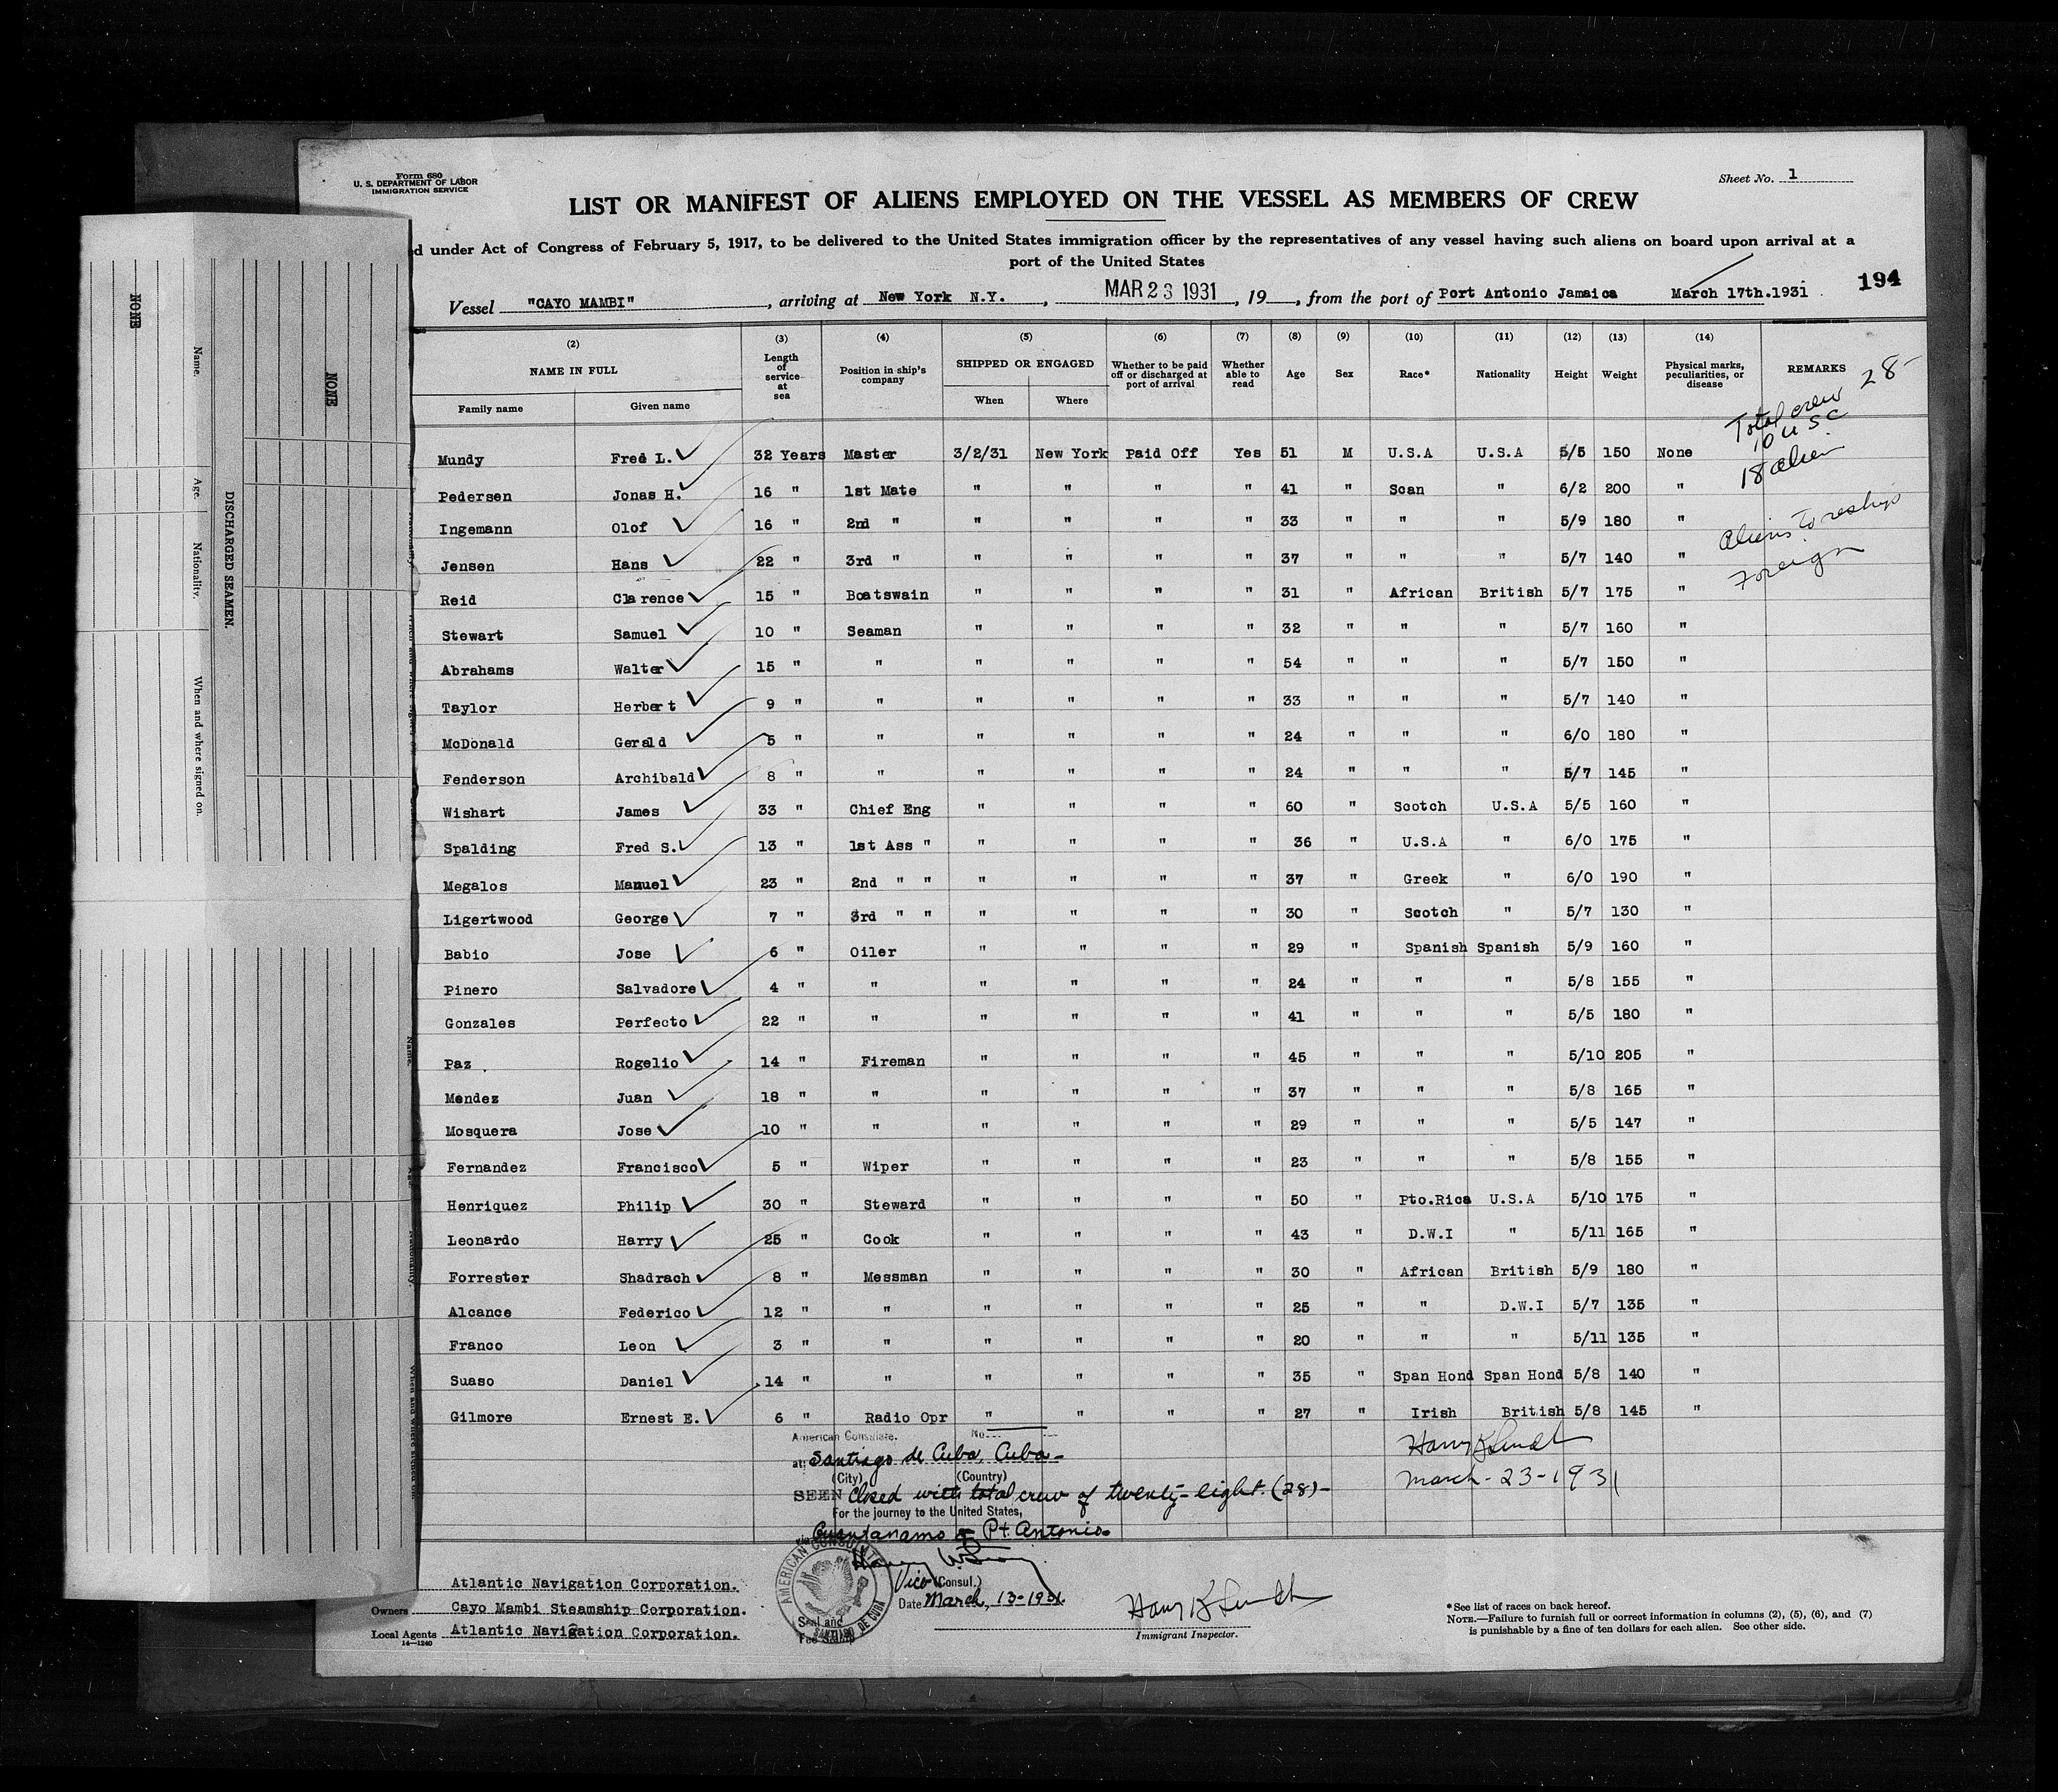 Form 680
U. S. DEPARTMENT OF LABOR
IMMIGRATION SERVICE
Sheet No. 1
LIST OR MANIFEST OF ALIENS EMPLOYED ON THE VESSEL AS MEMBERS OF CREW
d under Act of Congress of February 5, 1917, to be delivered to the United States immigration officer by the representatives of any vessel having such aliens on board upon arrival at a
port of the United States
194
Vessel "CAYO MAMBI", arriving at New York N.Y., MAR 23 1931, 19, from the port of Port Antonio Jamaica March 17th.1931
(2) (3) (4) (5) (6) (7) (8) (9) (10) (11) (12) (13) (14)
NAME IN FULL Length of service at sea Position in ship's company SHIPPED OR ENGAGED Whether to be paid off or discharged at port of arrival Whether able to read Age Sex Race* Nationality Height Weight Physical marks, peculiarities, or disease REMARKS
Family name Given name When Where
28
Total crew
10 USC
18 alien
Aliens to reship
Foreign
Mundy Fred L. 32 Years Master 3/2/31 New York Paid Off Yes 51 M U.S.A U.S.A 5/5 150 None
Pedersen Jonas H. 16 " 1st Mate " " " " 41 " Scan " 6/2 200 "
Ingemann Olof 16 " 2nd " " " " " 33 " " " 5/9 180 "
Jensen Hans 22 " 3rd " " " " " 37 " " " 5/7 140 "
Reid Clarence 15 " Boatswain " " " " 31 " African British 5/7 175 "
Stewart Samuel 10 " Seaman " " " " 32 " " " 5/7 160 "
Abrahams Walter 15 " " " " " " 54 " " " 5/7 150 "
Taylor Herbert 9 " " " " " " 33 " " " 5/7 140 "
McDonald Gerald 5 " " " " " " 24 " " " 6/0 180 "
Fenderson Archibald 8 " " " " " " 24 " " " 5/7 145 "
Wishart James 33 " Chief Eng " " " " 60 " Scotch U.S.A 5/5 160 "
Spalding Fred S. 13 " 1st Ass " " " " " 36 " U.S.A " 6/0 175 "
Megalos Manuel 23 " 2nd " " " " " " 37 " Greek " 6/0 190 "
Ligertwood George 7 " 3rd " " " " " " 30 " Scotch " 5/7 130 "
Babio Jose 6 " Oiler " " " " 29 " Spanish Spanish 5/9 160 "
Pinero Salvadore 4 " " " " " " 24 " " " 5/8 155 "
Gonzales Perfecto 22 " " " " " " 41 " " " 5/5 180 "
Paz Rogelio 14 " Fireman " " " " 45 " " " 5/10 205 "
Mendez Juan 18 " " " " " " 37 " " " 5/8 165 "
Mosquera Jose 10 " " " " " " 29 " " " 5/5 147 "
Fernandez Francisco 5 " Wiper " " " " 23 " " " 5/8 155 "
Henriquez Philip 30 " Steward " " " " 50 " Pto.Rica U.S.A 5/10 175 "
Leonardo Harry 25 " Cook " " " " 43 " D.W.I " 5/11 165 "
Forrester Shadrach 8 " Messman " " " " 30 " African British 5/9 180 "
Alcance Federico 12 " " " " " " 25 " " D.W.I 5/7 135 "
Franco Leon 3 " " " " " " 20 " " " 5/11 135 "
Suaso Daniel 14 " " " " " " 35 " Span Hond Span Hond 5/8 140 "
Gilmore Ernest E. 6 " Radio Opr " " " " 27 " Irish British 5/8 145 "
American Consulate. No.
at: Santiago de Cuba, Cuba-
(City) (Country)
SEEN Closed with total crew of twenty-eight. (28)-
For the journey to the United States,
via Guantanamo & Pt. Antonio.
Vice (Consul.)
Date March, 13-1931.
AMERICAN CONSULATE
SANTIAGO DE CUBA
Seal and
Fee Stamp
March-23-1931
Atlantic Navigation Corporation.
Owners Cayo Mambi Steamship Corporation.
Local Agents Atlantic Navigation Corporation.
14—1240
Immigrant Inspector.
*See list of races on back hereof.
NOTE.—Failure to furnish full or correct information in columns (2), (5), (6), and (7)
is punishable by a fine of ten dollars for each alien. See other side.
NONE
NONE
DISCHARGED SEAMEN.
Name. Age. Nationality. When and where signed on.